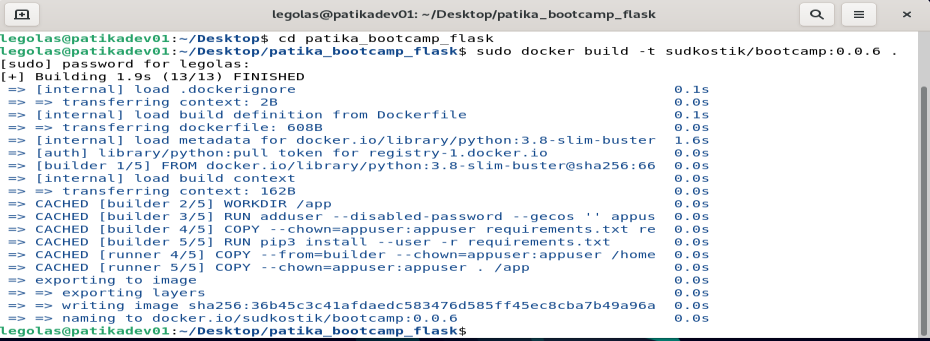 legolas@patikadev01: ~/Desktop/patika_bootcamp_flask
legolas@patikadev01:~/Desktop$ cd patika_bootcamp_flask
legolas@patikadev01:~/Desktop/patika_bootcamp_flask$ sudo docker build -t sudkostik/bootcamp:0.0.6 .
[sudo] password for legolas:
[+] Building 1.9s (13/13) FINISHED
=> [internal] load .dockerignore 0.1s
=> => transferring context: 2B 0.0s
=> [internal] load build definition from Dockerfile 0.1s
=> => transferring dockerfile: 608B 0.0s
=> [internal] load metadata for docker.io/library/python:3.8-slim-buster 1.6s
=> [auth] library/python:pull token for registry-1.docker.io 0.0s
=> [builder 1/5] FROM docker.io/library/python:3.8-slim-buster@sha256:66 0.0s
=> [internal] load build context 0.0s
=> => transferring context: 162B 0.0s
=> CACHED [builder 2/5] WORKDIR /app 0.0s
=> CACHED [builder 3/5] RUN adduser --disabled-password --gecos '' appus 0.0s
=> CACHED [builder 4/5] COPY --chown=appuser:appuser requirements.txt re 0.0s
=> CACHED [builder 5/5] RUN pip3 install --user -r requirements.txt 0.0s
=> CACHED [runner 4/5] COPY --from=builder --chown=appuser:appuser /home 0.0s
=> CACHED [runner 5/5] COPY --chown=appuser:appuser . /app 0.0s
=> exporting to image 0.0s
=> => exporting layers 0.0s
=> => writing image sha256:36b45c3c41afdaedc583476d585ff45ec8cba7b49a96a 0.0s
=> => naming to docker.io/sudkostik/bootcamp:0.0.6 0.0s
legolas@patikadev01:~/Desktop/patika_bootcamp_flask$